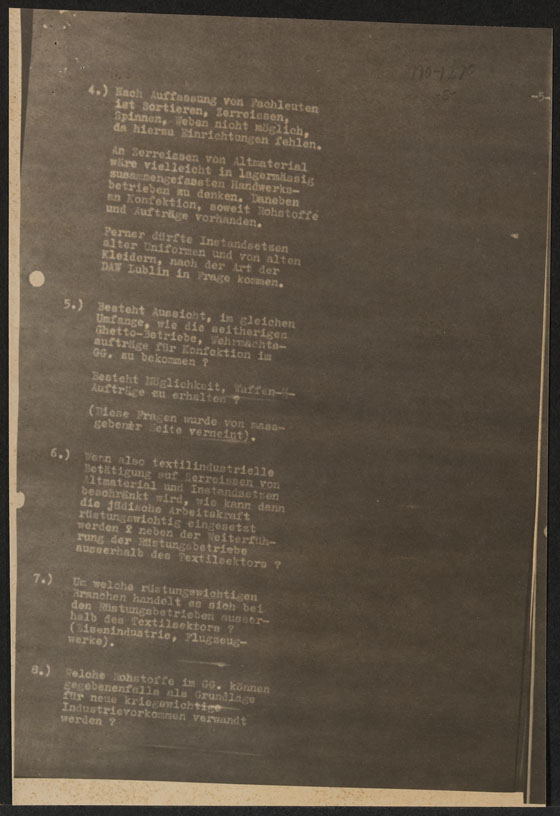 -5-
4.) Nach Auffassung von Fachleuten
ist Sortieren, Zerreissen,
Spinnen, Weben nicht möglich,
da hierzu Einrichtungen fehlen.
An Zerreissen von Altmaterial
wäre vielleicht in lagermässig
zusammengefassten Handwerks-
betrieben zu denken. Daneben
an Konfektion, soweit Rohstoffe
und Aufträge vorhanden.
Ferner dürfte Instandsetzen
alter Uniformen und von alten
Kleidern, nach der Art der
DAW Lublin in Frage kommen.
5.) Besteht Aussicht, im gleichen
Umfange, wie die seitherigen
Ghetto-Betriebe, Wehrmachts-
aufträge für Konfektion im
GG. zu bekommen ?
Besteht Möglichkeit, Waffen-SS-
Aufträge zu erhalten ?
(Diese Fragen wurde von mass-
gebener Seite verneint).
6.) Wenn also textilindustrielle
Betätigung auf Zerreissen von
Altmaterial und Instandsetzen
beschränkt wird, wie kann dann
die jüdische Arbeitskraft
rüstungswichtig eingesetzt
werden ? neben der Weiterfüh-
rung der Rüstungsbetriebe
ausserhalb des Textilsektors ?
7.) Um welche rüstungswichtigen
Branchen handelt es sich bei
den Rüstungsbetrieben ausser-
halb des Textilsektors ?
(Eisenindustrie, Flugzeug-
werke).
8.) Welche Rohstoffe im GG. können
gegebenenfalls als Grundlage
für neue kriegswichtige
Industrievorkommen verwandt
werden ?